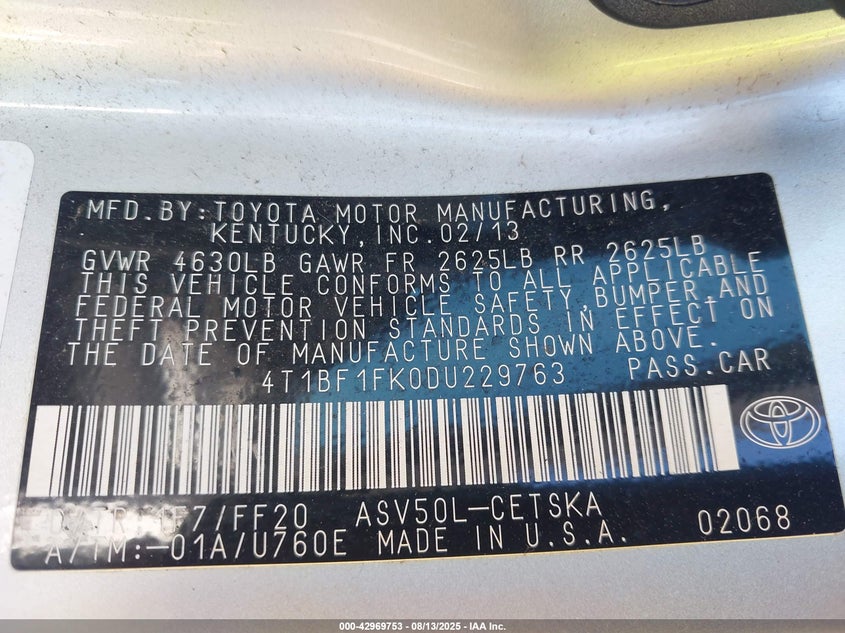 MFD.BY:TOYOTA MOTOR MANUFACTURING,
KENTUCKY,INC.02/13
GVWR 4630LB GAWR FR 2625LB RR 2625LB
THIS VEHICLE CONFORMS TO ALL APPLICABLE
FEDERAL MOTOR VEHICLE SAFETY,BUMPER,AND
THEFT PREVENTION STANDARDS IN EFFECT ON
THE DATE OF MANUFACTURE SHOWN ABOVE.
4T1BF1FK0DU229763 PASS.CAR
/FF20 ASV50L-CETSKA
A/TM:-01A/U760E MADE IN U.S.A. 02068
000-42969753 - 08/13/2025 - IAA Inc.